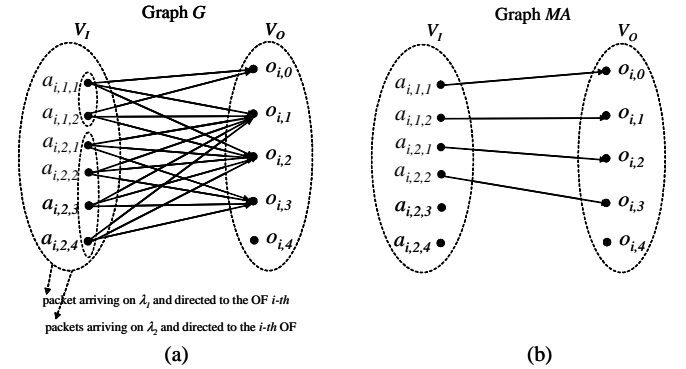 Graph G
V_I V_O
a_{i,1,1}
a_{i,1,2}
a_{i,2,1}
a_{i,2,2}
a_{i,2,3}
a_{i,2,4}
o_{i,0}
o_{i,1}
o_{i,2}
o_{i,3}
o_{i,4}
packet arriving on λ_1 and directed to the OF i-th
packets arriving on λ_2 and directed to the i-th OF
(a)
Graph MA
V_I V_O
a_{i,1,1}
a_{i,1,2}
a_{i,2,1}
a_{i,2,2}
a_{i,2,3}
a_{i,2,4}
o_{i,0}
o_{i,1}
o_{i,2}
o_{i,3}
o_{i,4}
(b)